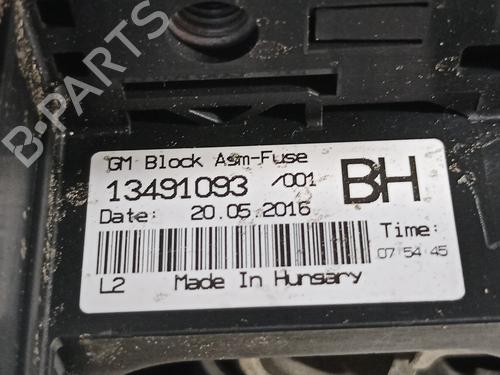 B-PARTS
GM Block Asm-Fuse
13491093 /001 BH
Date: 20.05.2016
Time:
07 54 45
L2 Made In Hungary